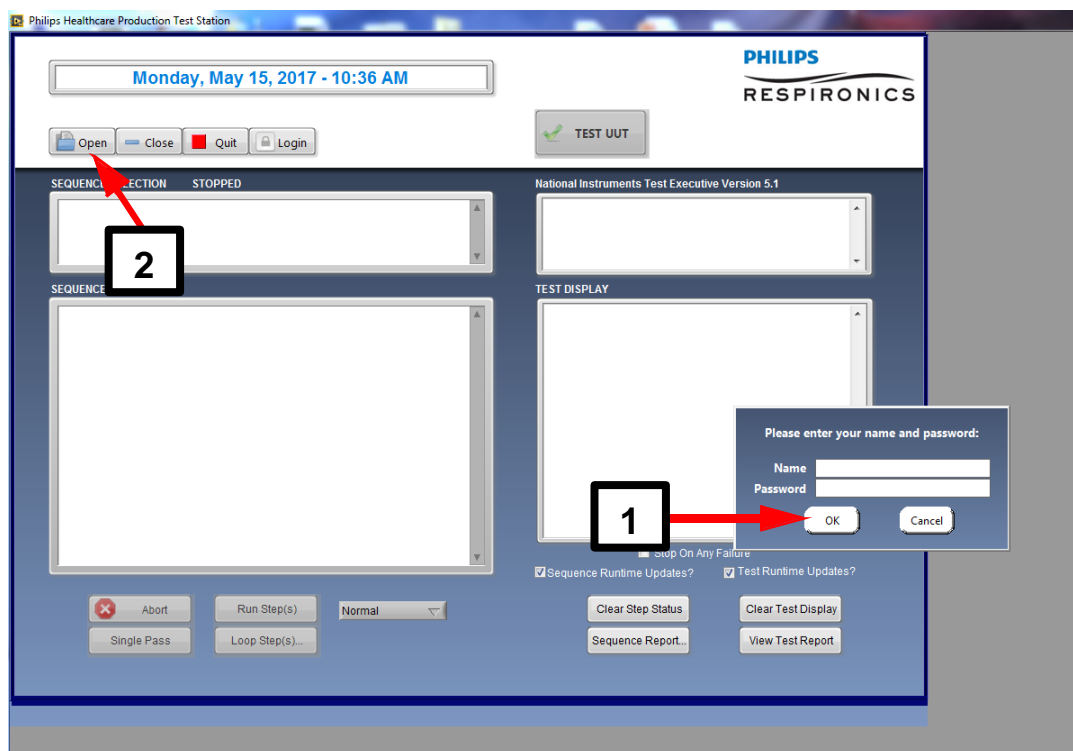 Philips Healthcare Production Test Station
Monday, May 15, 2017 - 10:36 AM
PHILIPS
RESPIRONICS
Open
Close
Quit
Login
TEST UUT
STOPPED
National Instruments Test Executive Version 5.1
2
SEQUENCE
TEST DISPLAY
Please enter your name and password:
Name
Password
OK
Cancel
1
Stop On Any Failure
Sequence Runtime Updates?
Test Runtime Updates?
Abort
Run Step(s)
Normal
Clear Step Status
Clear Test Display
Single Pass
Loop Step(s)...
Sequence Report...
View Test Report